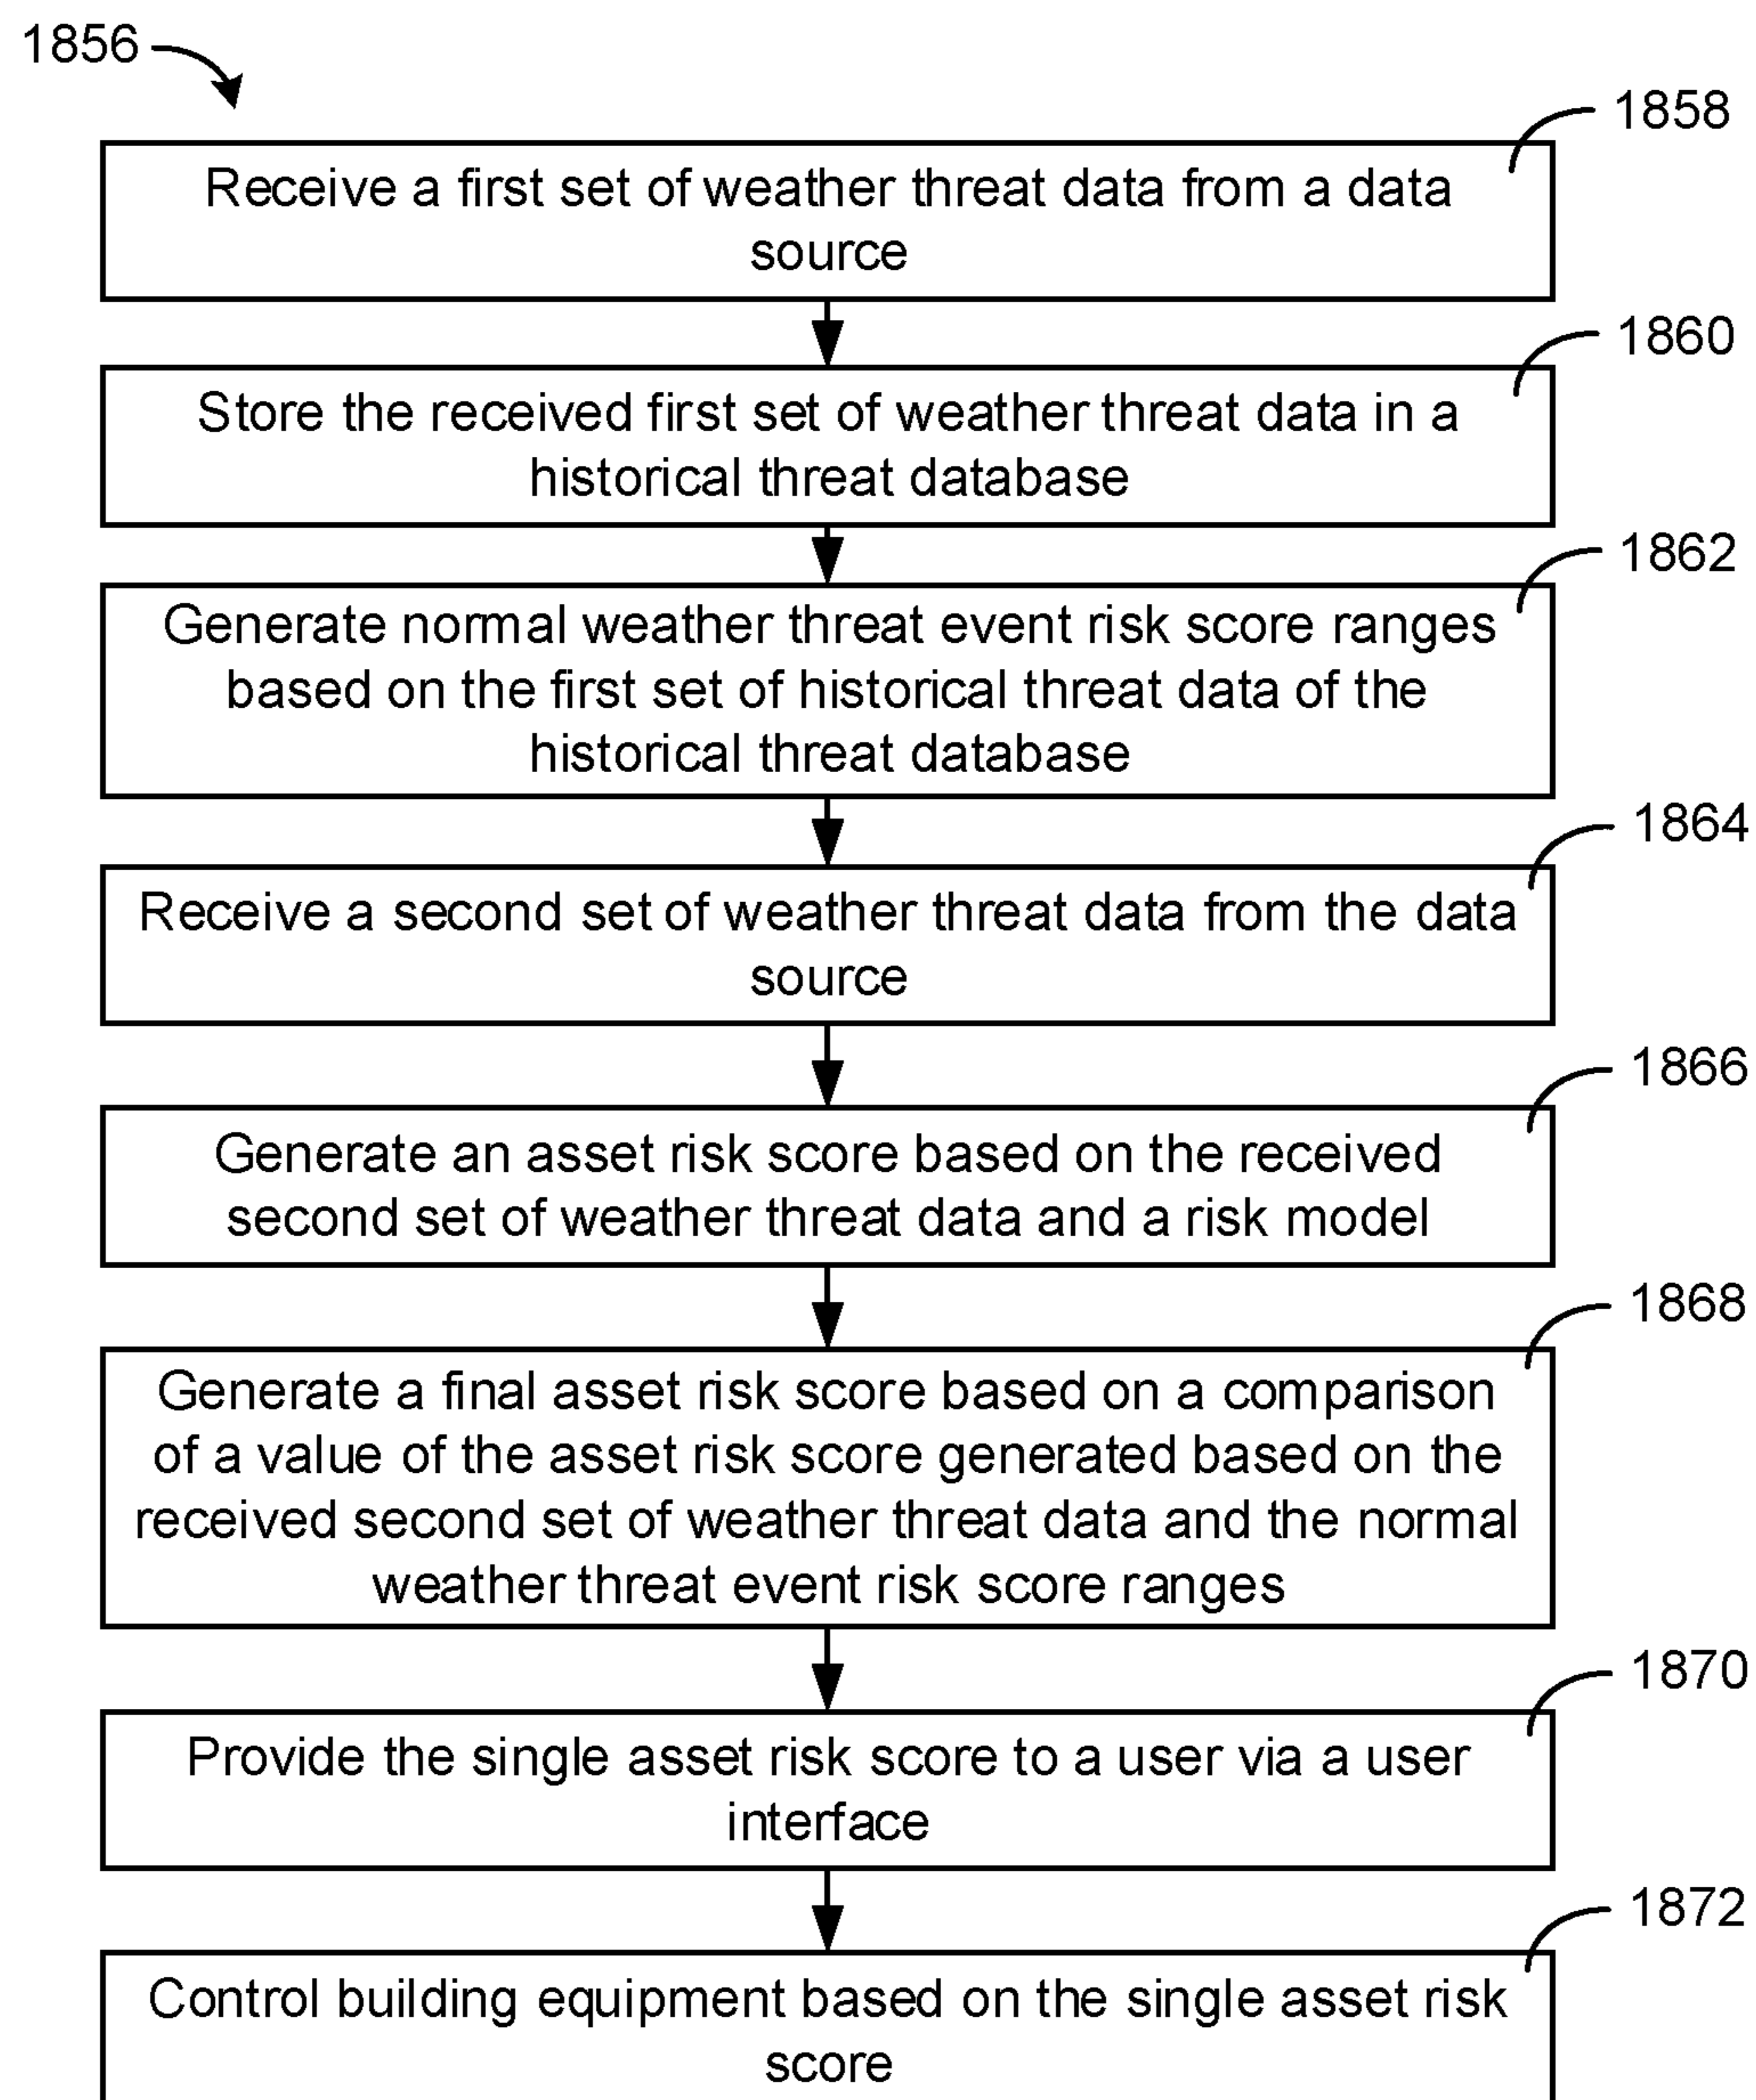 1856
1858
Receive a first set of weather threat data from a data
source
1860
Store the received first set of weather threat data in a
historical threat database
1862
Generate normal weather threat event risk score ranges
based on the first set of historical threat data of the
historical threat database
1864
Receive a second set of weather threat data from the data
source
1866
Generate an asset risk score based on the received
second set of weather threat data and a risk model
1868
Generate a final asset risk score based on a comparison
of a value of the asset risk score generated based on the
received second set of weather threat data and the normal
weather threat event risk score ranges
1870
Provide the single asset risk score to a user via a user
interface
1872
Control building equipment based on the single asset risk
score